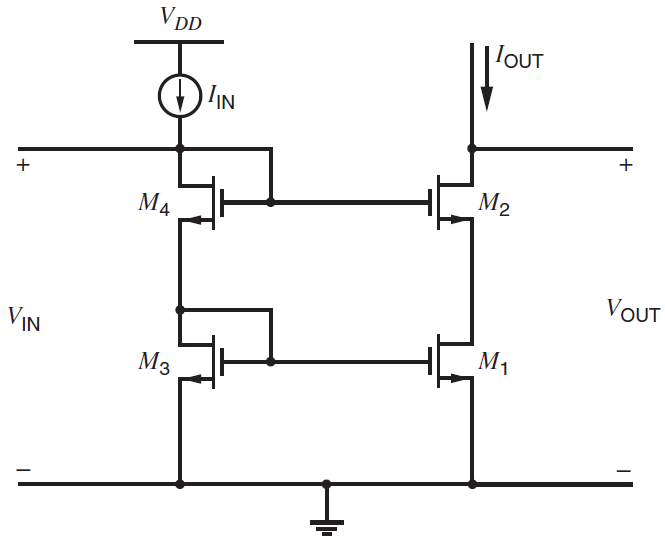 V_DD
I_IN
I_OUT
+ +
M_4 M_2
V_IN V_OUT
M_3 M_1
– –